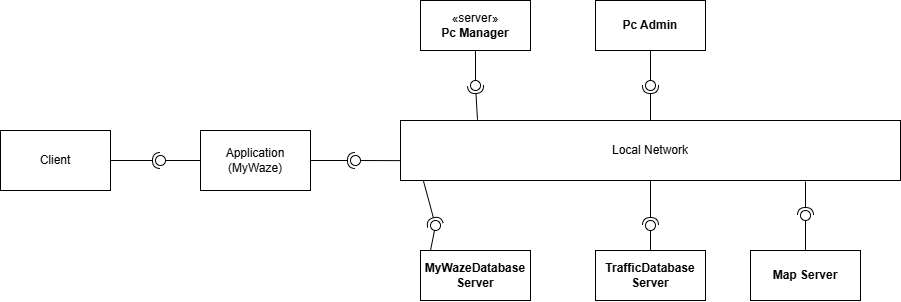 «server»
Pc Manager
Pc Admin
Client
Application
(MyWaze)
Local Network
MyWazeDatabase
Server
TrafficDatabase
Server
Map Server